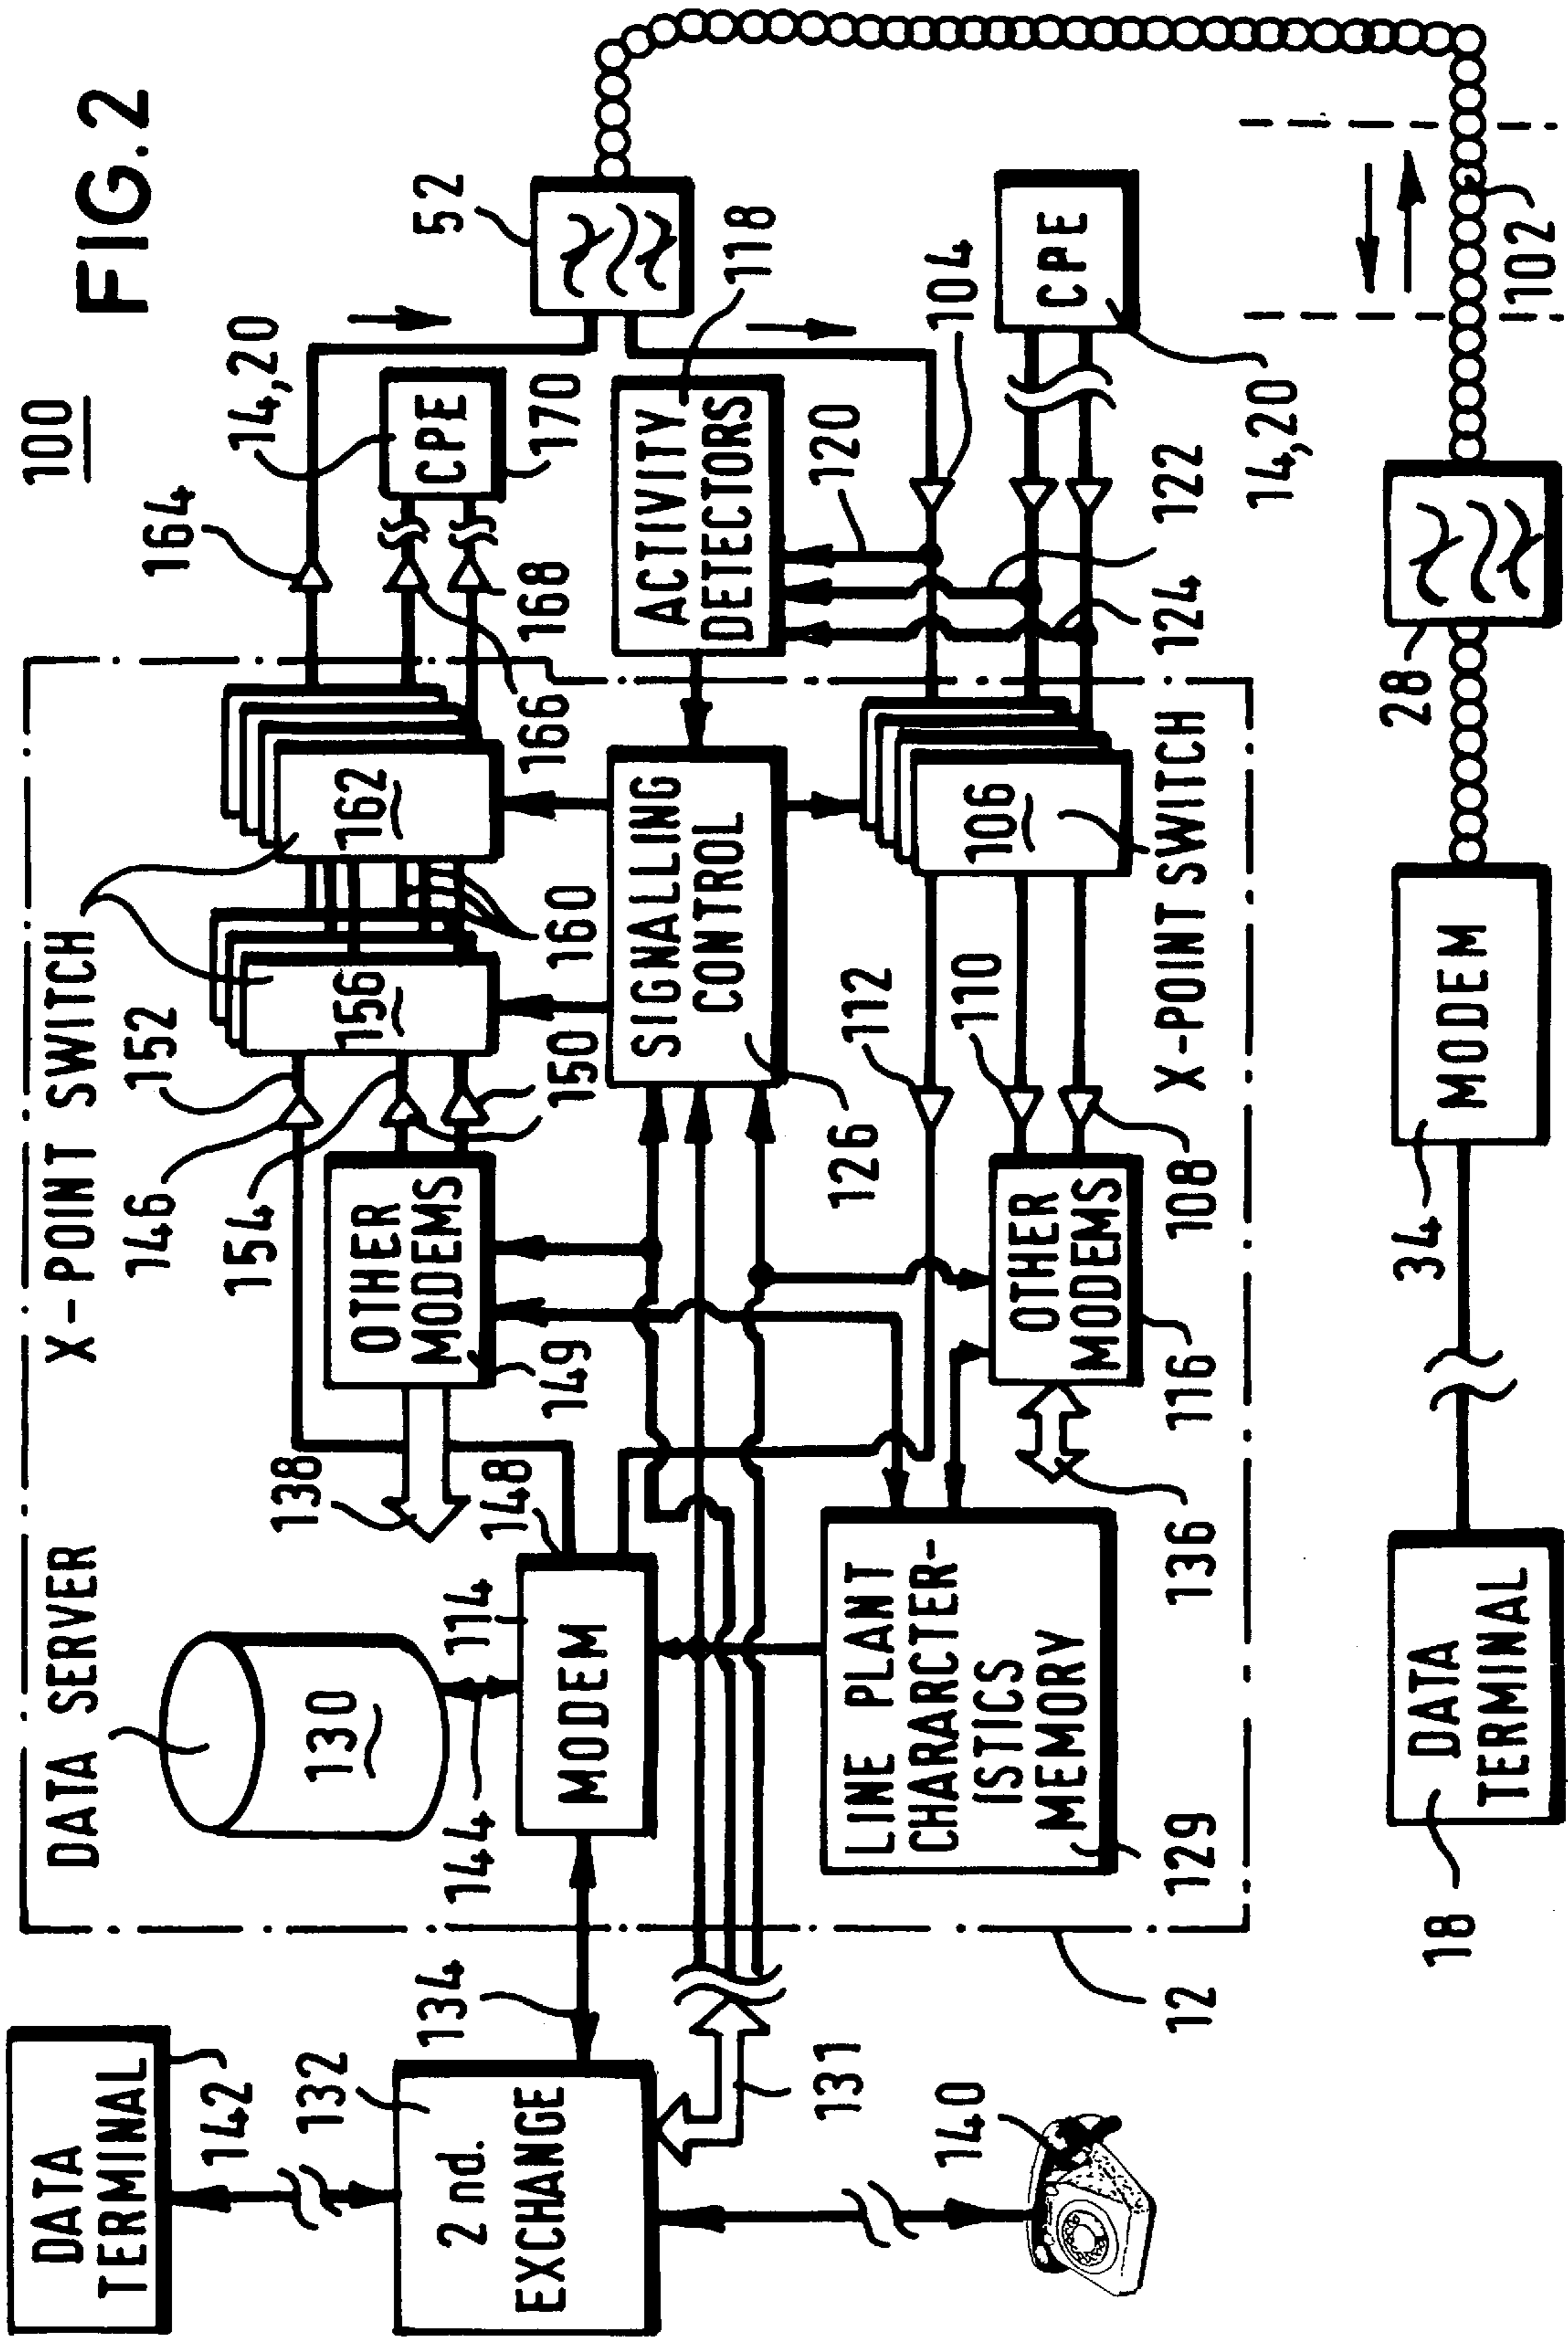 FIG. 2
100
DATA
TERMINAL
142
132
2 nd.
EXCHANGE
134
131
140
12
DATA SERVER
130
144
114
MODEM
148
138
LINE PLANT
CHARARCTER-
ISTICS
MEMORY
129
136
X-POINT SWITCH
146
152
154
OTHER
MODEMS
149
150
156
160
162
SIGNALLING
CONTROL
126
112
110
108
OTHER
MODEMS
116
106
X-POINT SWITCH
164
166
168
14,20
CPE
170
ACTIVITY
DETECTORS
118
120
122
124
104
52
CPE
14,20
102
28
MODEM
34
DATA
TERMINAL
18